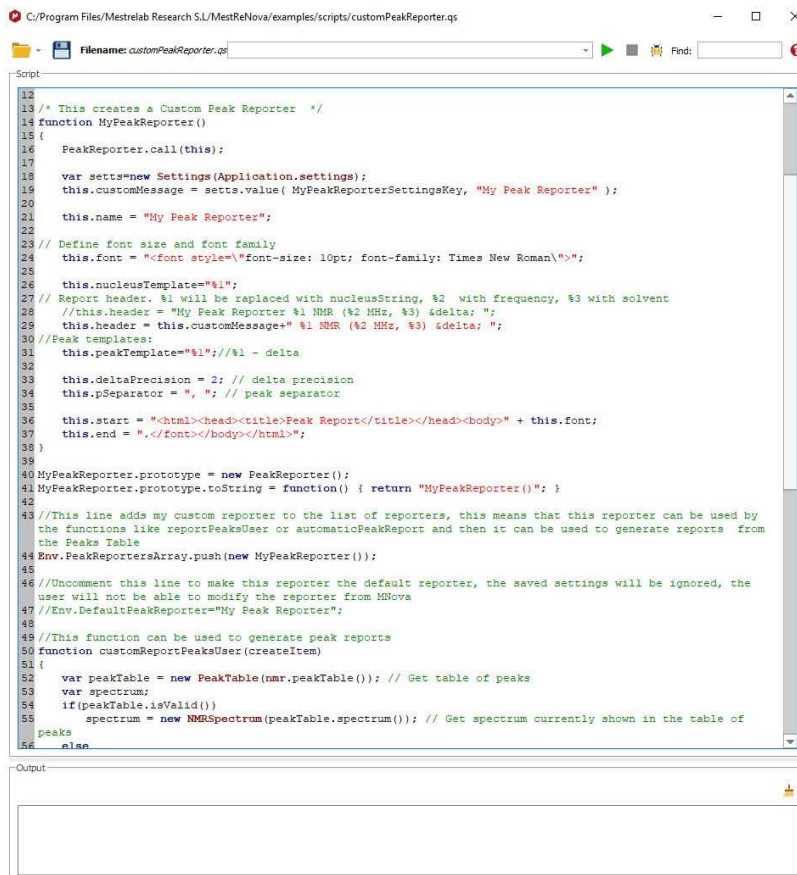 C:/Program Files/Mestrelab Research S.L/MestReNova/examples/scripts/customPeakReporter.qs
Filename: customPeakReporter.qs
Find:
Script
12
13 /* This creates a Custom Peak Reporter */
14 function MyPeakReporter()
15 {
16 PeakReporter.call(this);
17
18 var setts=new Settings(Application.settings);
19 this.customMessage = setts.value( MyPeakReporterSettingsKey, "My Peak Reporter" );
20
21 this.name = "My Peak Reporter";
22
23 // Define font size and font family
24 this.font = "<font style=\"font-size: 10pt; font-family: Times New Roman\">";
25
26 this.nucleusTemplate="%1";
27 // Report header. %1 will be raplaced with nucleusString, %2 with frequency, %3 with solvent
28 //this.header = "My Peak Reporter %1 NMR (%2 MHz, %3) &delta; ";
29 this.header = this.customMessage+" %1 NMR (%2 MHz, %3) &delta; ";
30 //Peak templates:
31 this.peakTemplate="%1";//%1 - delta
32
33 this.deltaPrecision = 2; // delta precision
34 this.pSeparator = ", "; // peak separator
35
36 this.start = "<html><head><title>Peak Report</title></head><body>" + this.font;
37 this.end = ".</font></body></html>";
38 }
39
40 MyPeakReporter.prototype = new PeakReporter();
41 MyPeakReporter.prototype.toString = function() { return "MyPeakReporter()"; }
42
43 //This line adds my custom reporter to the list of reporters, this means that this reporter can be used by
the functions like reportPeaksUser or automaticPeakReport and then it can be used to generate reports from
the Peaks Table
44 Env.PeakReportersArray.push(new MyPeakReporter());
45
46 //Uncomment this line to make this reporter the default reporter, the saved settings will be ignored, the
user will not be able to modify the reporter from MNova
47 //Env.DefaultPeakReporter="My Peak Reporter";
48
49 //This function can be used to generate peak reports
50 function customReportPeaksUser(createItem)
51 {
52 var peakTable = new PeakTable(nmr.peakTable()); // Get table of peaks
53 var spectrum;
54 if(peakTable.isValid())
55 spectrum = new NMRSpectrum(peakTable.spectrum()); // Get spectrum currently shown in the table of
peaks
56 else
Output